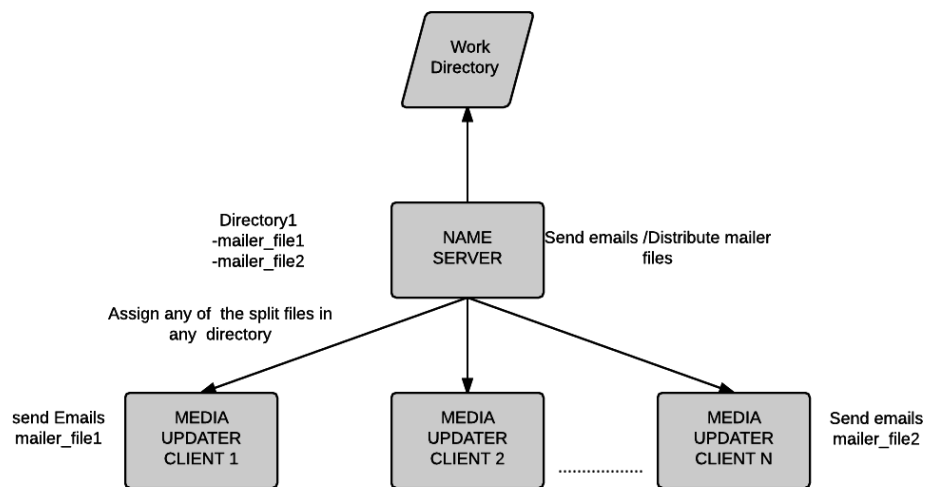 Work
Directory
Directory1
-mailer_file1
-mailer_file2
NAME
SERVER
Send emails /Distribute mailer
files
Assign any of the split files in
any directory
send Emails
mailer_file1
MEDIA
UPDATER
CLIENT 1
MEDIA
UPDATER
CLIENT 2
..................
MEDIA
UPDATER
CLIENT N
Send emails
mailer_file2